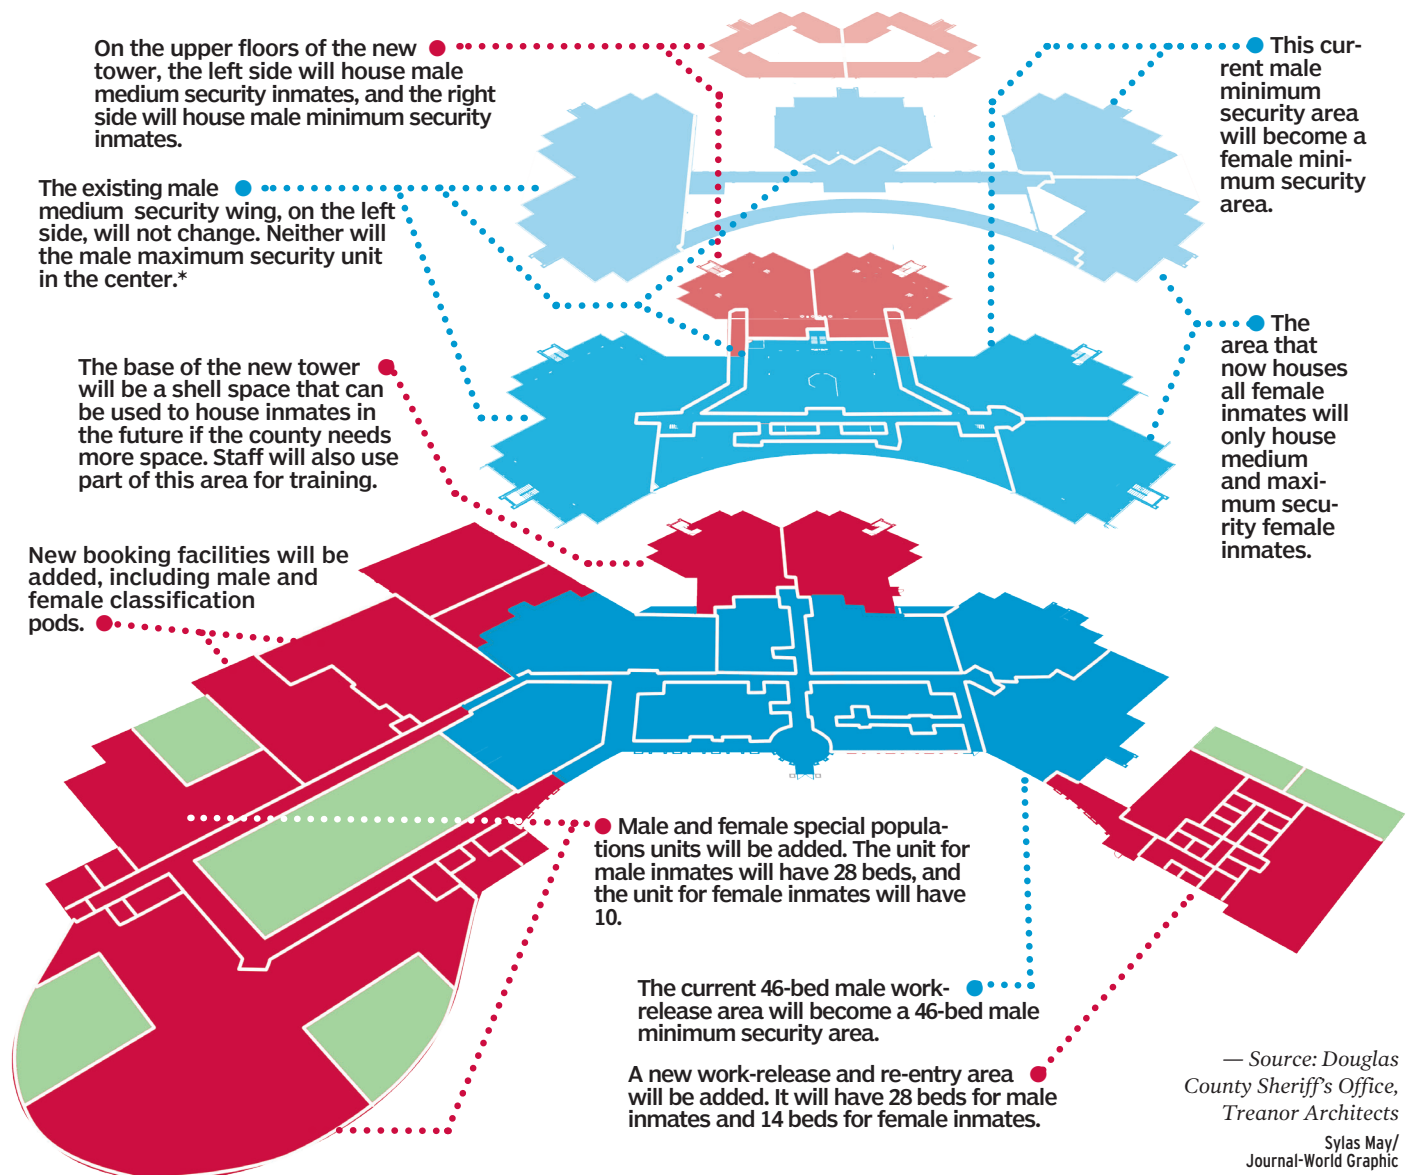 On the upper floors of the new
tower, the left side will house male
medium security inmates, and the right
side will house male minimum security
inmates.
This cur-
rent male
minimum
security area
will become a
female mini-
mum security
area.
The existing male
medium security wing, on the left
side, will not change. Neither will
the male maximum security unit
in the center.*
The
area that
now houses
all female
inmates will
only house
medium
and maxi-
mum secu-
rity female
inmates.
The base of the new tower
will be a shell space that can
be used to house inmates in
the future if the county needs
more space. Staff will also use
part of this area for training.
New booking facilities will be
added, including male and
female classification
pods.
Male and female special popula-
tions units will be added. The unit for
male inmates will have 28 beds, and
the unit for female inmates will have
10.
The current 46-bed male work-
release area will become a 46-bed male
minimum security area.
A new work-release and re-entry area
will be added. It will have 28 beds for male
inmates and 14 beds for female inmates.
— Source: Douglas
County Sheriff's Office,
Treanor Architects
Sylas May/
Journal-World Graphic